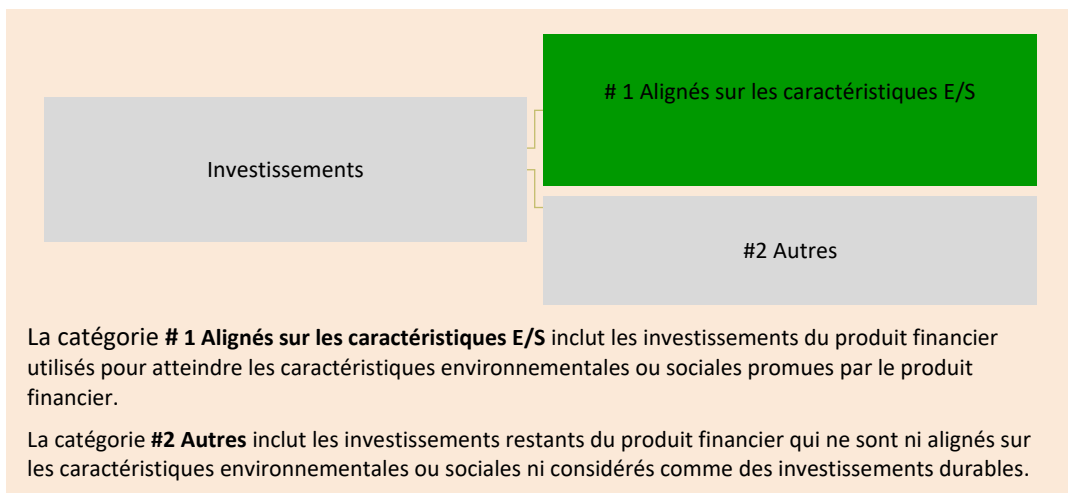 # 1 Alignés sur les caractéristiques E/S
Investissements
#2 Autres
La catégorie # 1 Alignés sur les caractéristiques E/S inclut les investissements du produit financier
utilisés pour atteindre les caractéristiques environnementales ou sociales promues par le produit
financier.
La catégorie #2 Autres inclut les investissements restants du produit financier qui ne sont ni alignés sur
les caractéristiques environnementales ou sociales ni considérés comme des investissements durables.